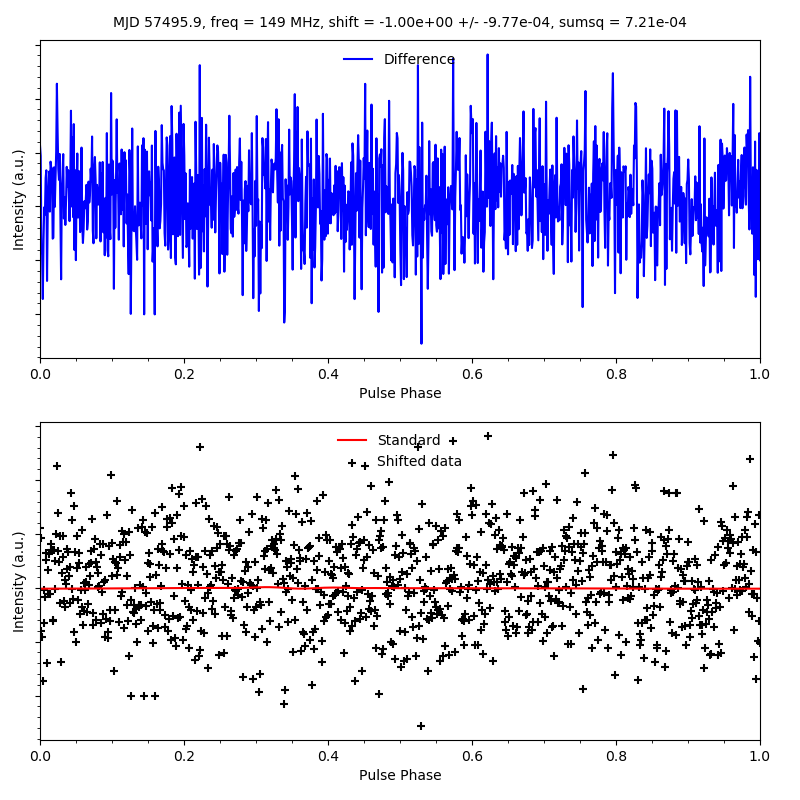 MJD 57495.9, freq = 149 MHz, shift = -1.00e+00 +/- -9.77e-04, sumsq = 7.21e-04
Difference
Intensity (a.u.)
0.0 0.2 0.4 0.6 0.8 1.0
Pulse Phase
Standard
Shifted data
Intensity (a.u.)
0.0 0.2 0.4 0.6 0.8 1.0
Pulse Phase